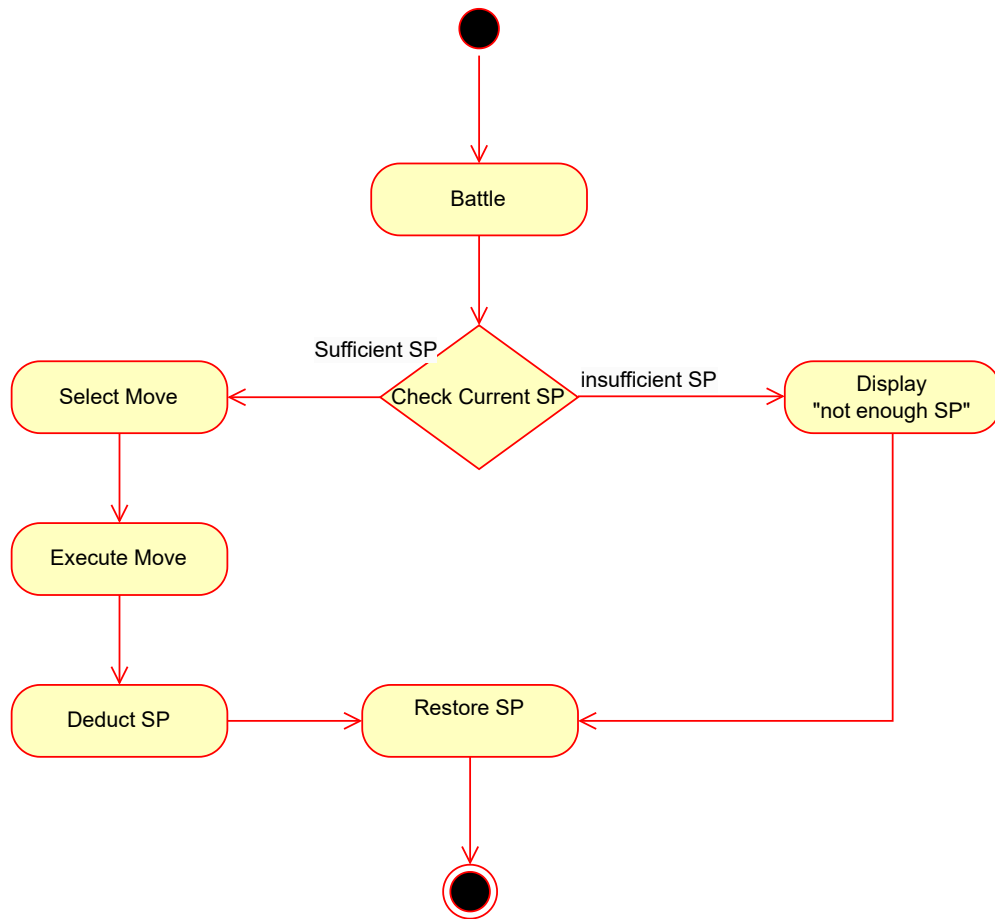 Battle
Sufficient SP
Select Move
Check Current SP
insufficient SP
Display
"not enough SP"
Execute Move
Deduct SP
Restore SP